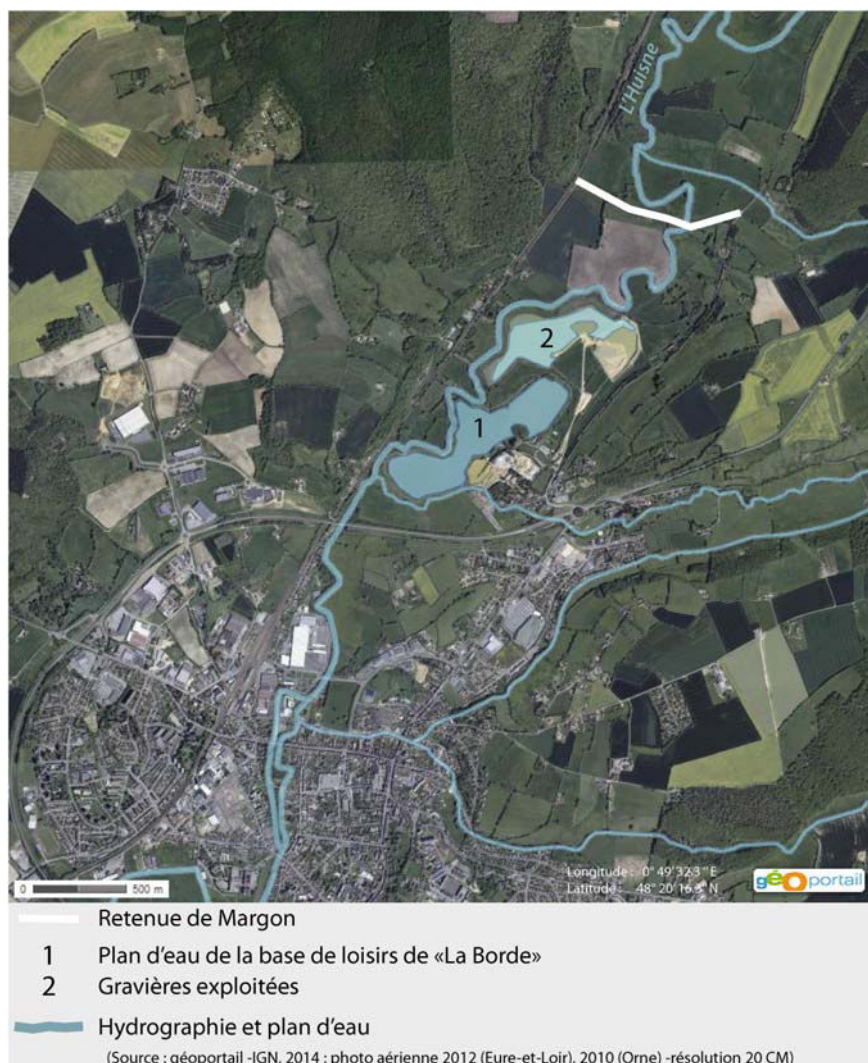 L'Huisne
2
1
0 500 m
Longitude : 0° 49' 32.3" E
Latitude : 48° 20' 16.3" N
géoportail
Retenue de Margon
1 Plan d'eau de la base de loisirs de «La Borde»
2 Gravières exploitées
Hydrographie et plan d'eau
(Source : géoportail -IGN, 2014 ; photo aérienne 2012 (Eure-et-Loir), 2010 (Orne) -résolution 20 CM)